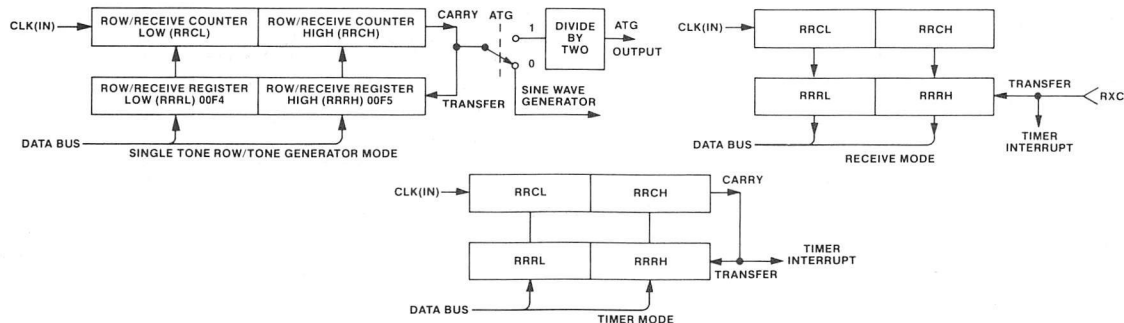 CLK(IN)
ROW/RECEIVE COUNTER
LOW (RRCL)
ROW/RECEIVE COUNTER
HIGH (RRCH)
CARRY
ATG
1
0
DIVIDE
BY
TWO
ATG
OUTPUT
SINE WAVE
GENERATOR
ROW/RECEIVE REGISTER
LOW (RRRL) 00F4
ROW/RECEIVE REGISTER
HIGH (RRRH) 00F5
TRANSFER
DATA BUS
SINGLE TONE ROW/TONE GENERATOR MODE
CLK(IN)
RRCL
RRCH
RRRL
RRRH
TRANSFER
RXC
TIMER
INTERRUPT
DATA BUS
RECEIVE MODE
CLK(IN)
RRCL
RRCH
CARRY
RRRL
RRRH
TRANSFER
TIMER
INTERRUPT
DATA BUS
TIMER MODE